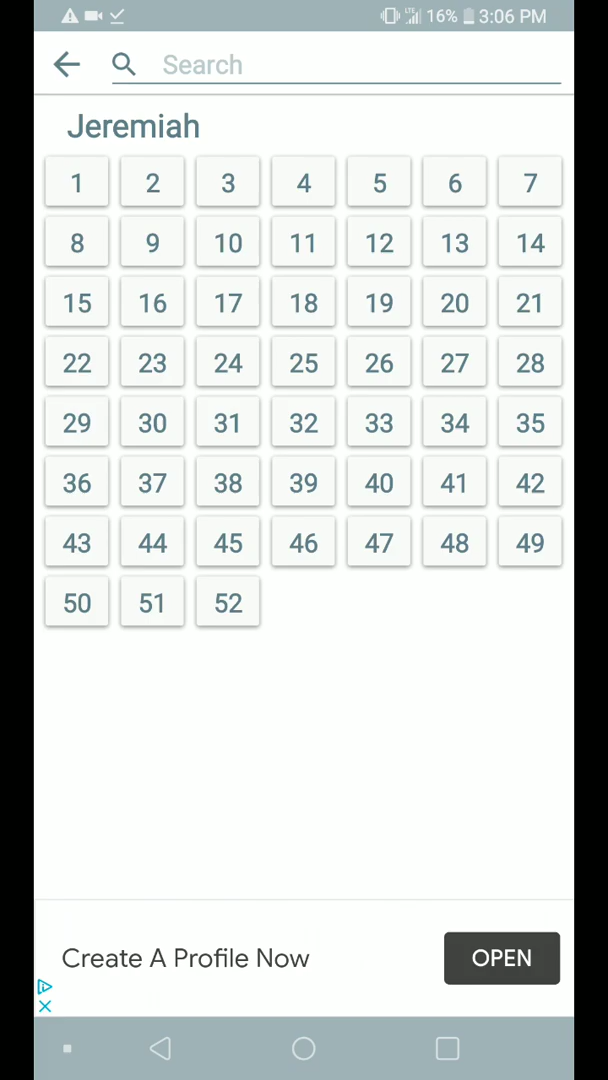 LTE 16% 3:06 PM
Search
Jeremiah
1 2 3 4 5 6 7
8 9 10 11 12 13 14
15 16 17 18 19 20 21
22 23 24 25 26 27 28
29 30 31 32 33 34 35
36 37 38 39 40 41 42
43 44 45 46 47 48 49
50 51 52
Create A Profile Now OPEN